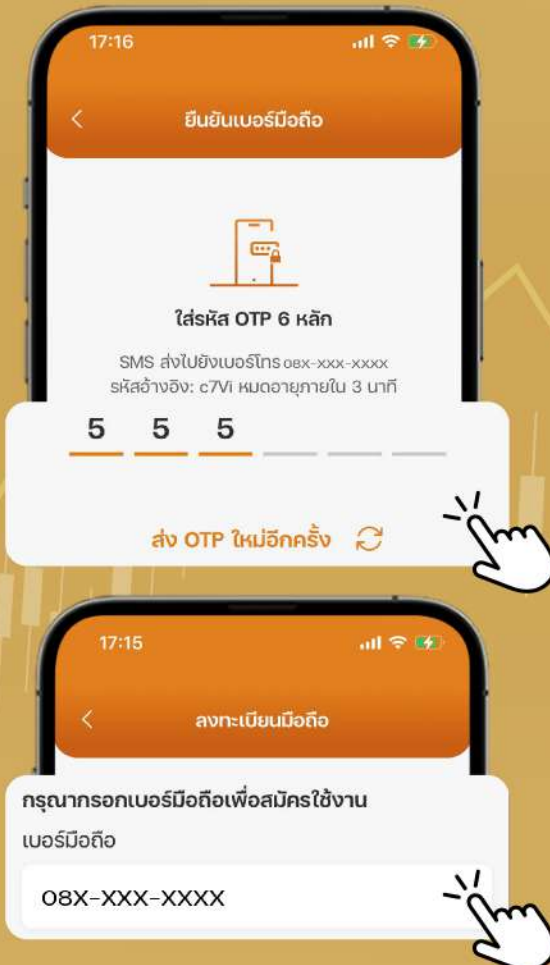 17:16
ยืนยันเบอร์มือถือ
ใส่รหัส OTP 6 หลัก
SMS ส่งไปยังเบอร์โทร 08X-XXX-XXXX
รหัสอ้างอิง: c7Vi หมดอายุภายใน 3 นาที
5 5 5
ส่ง OTP ใหม่อีกครั้ง
17:15
ลงทะเบียนมือถือ
กรุณากรอกเบอร์มือถือเพื่อสมัครใช้งาน
เบอร์มือถือ
08X-XXX-XXXX